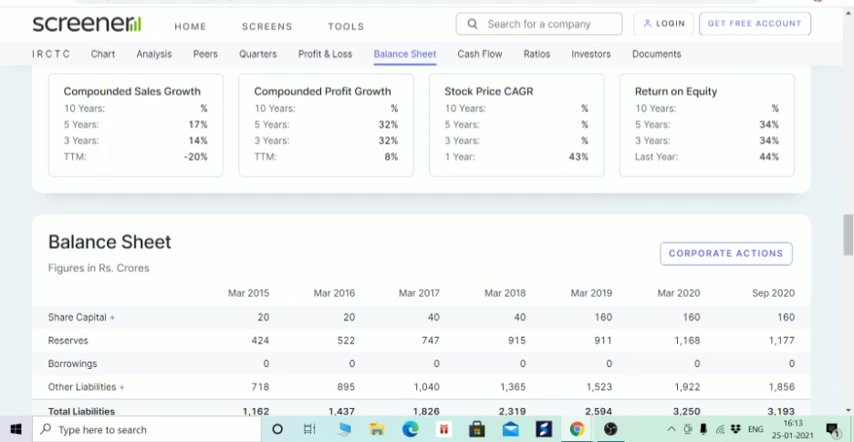 screener HOME SCREENS TOOLS Search for a company LOGIN GET FREE ACCOUNT
I R C T C Chart Analysis Peers Quarters Profit & Loss Balance Sheet Cash Flow Ratios Investors Documents
Compounded Sales Growth
10 Years: %
5 Years: 17%
3 Years: 14%
TTM: -20%
Compounded Profit Growth
10 Years: %
5 Years: 32%
3 Years: 32%
TTM: 8%
Stock Price CAGR
10 Years: %
5 Years: %
3 Years: %
1 Year: 43%
Return on Equity
10 Years: %
5 Years: 34%
3 Years: 34%
Last Year: 44%
Balance Sheet
Figures in Rs. Crores
CORPORATE ACTIONS
Mar 2015 Mar 2016 Mar 2017 Mar 2018 Mar 2019 Mar 2020 Sep 2020
Share Capital + 20 20 40 40 160 160 160
Reserves 424 522 747 915 911 1,168 1,177
Borrowings 0 0 0 0 0 0 0
Other Liabilities + 718 895 1,040 1,365 1,523 1,922 1,856
Total Liabilities 1,162 1,437 1,826 2,319 2,594 3,250 3,193
Type here to search
ENG
16:13
25-01-2021